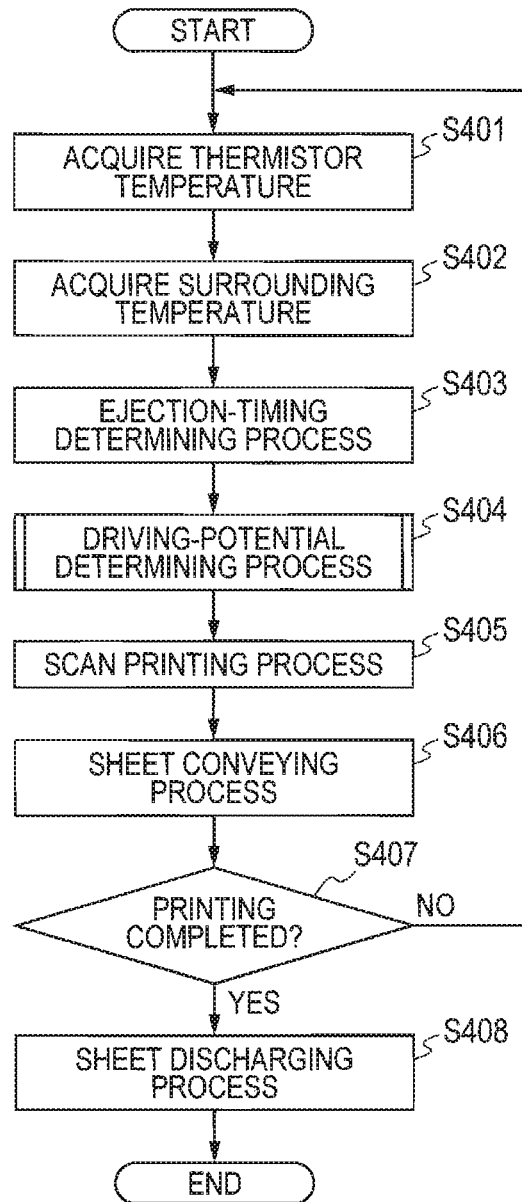 START
S401
ACQUIRE THERMISTOR
TEMPERATURE
S402
ACQUIRE SURROUNDING
TEMPERATURE
S403
EJECTION-TIMING
DETERMINING PROCESS
S404
DRIVING-POTENTIAL
DETERMINING PROCESS
S405
SCAN PRINTING PROCESS
S406
SHEET CONVEYING
PROCESS
S407
PRINTING
COMPLETED?
NO
YES
S408
SHEET DISCHARGING
PROCESS
END